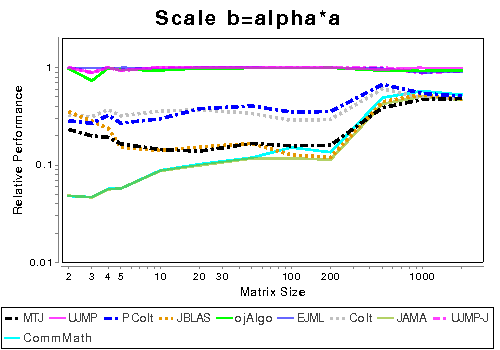 Scale b=alpha*a
Relative Performance
1
0.1
0.01
2 3 4 5 10 20 30 100 200 1000
Matrix Size
MTJ UJMP PColt JBLAS ojAlgo EJML Colt JAMA UJMP-J
CommMath